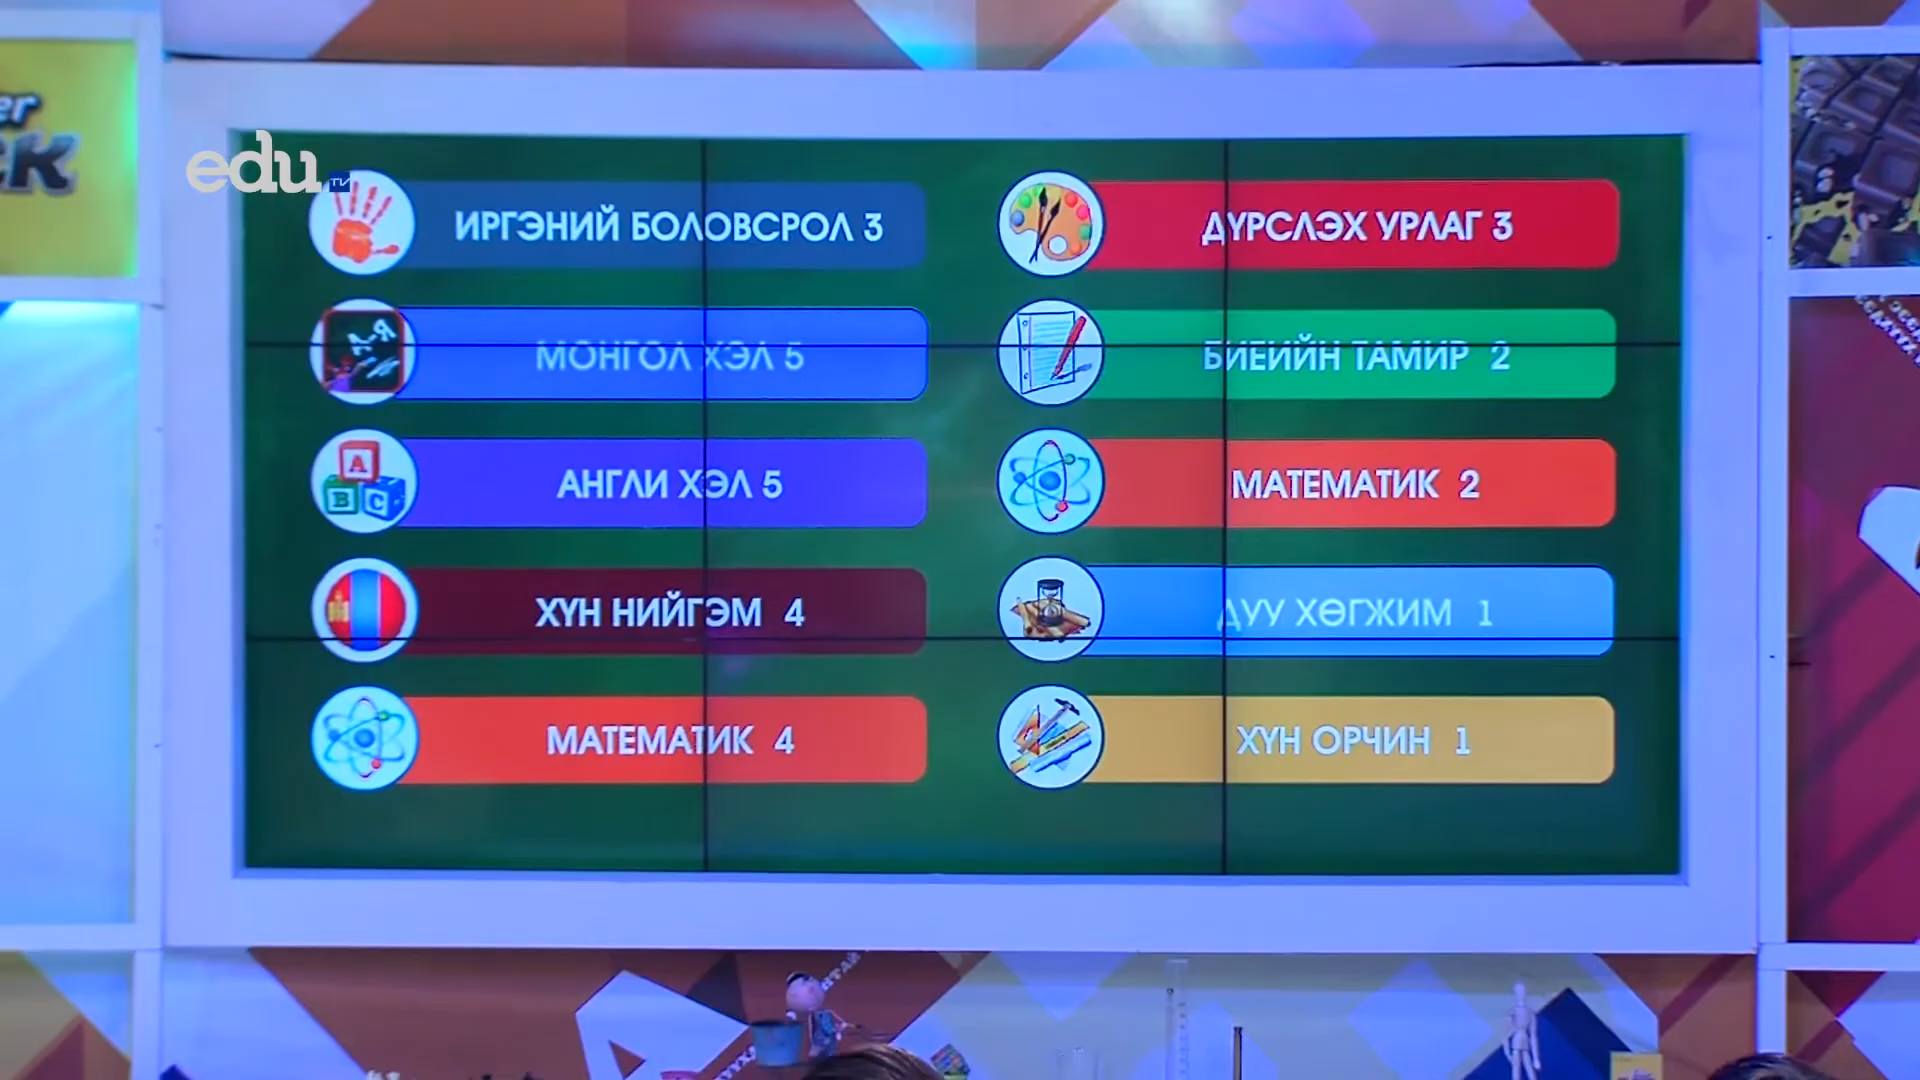 edu TV
ИРГЭНИЙ БОЛОВСРОЛ 3
МОНГОЛ ХЭЛ 5
АНГЛИ ХЭЛ 5
ХҮН НИЙГЭМ 4
МАТЕМАТИК 4
ДҮРСЛЭХ УРЛАГ 3
БИЕИЙН ТАМИР 2
МАТЕМАТИК 2
ДУУ ХӨГЖИМ 1
ХҮН ОРЧИН 1
A
B C